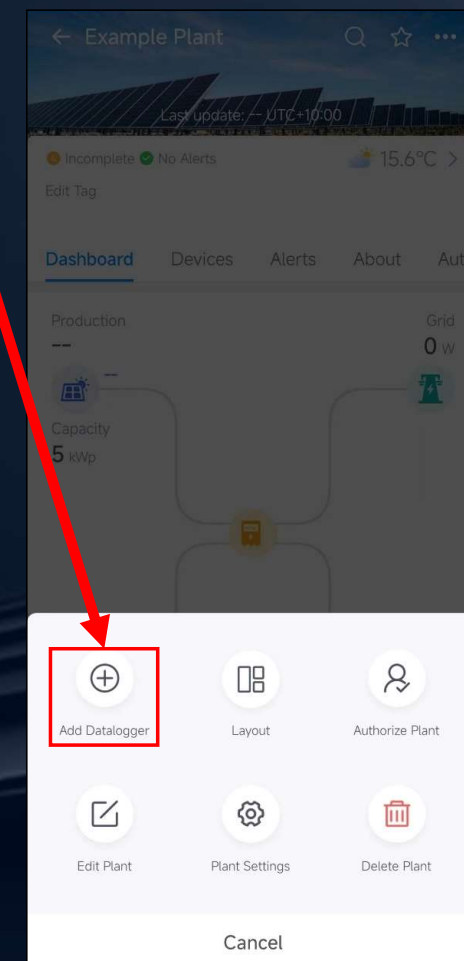 Example Plant
Last update: -- UTC+10:00
Incomplete No Alerts 15.6°C >
Edit Tag
Dashboard Devices Alerts About Aut
Production Grid
-- 0 W
--
Capacity
5 kWp
Add Datalogger Layout Authorize Plant
Edit Plant Plant Settings Delete Plant
Cancel